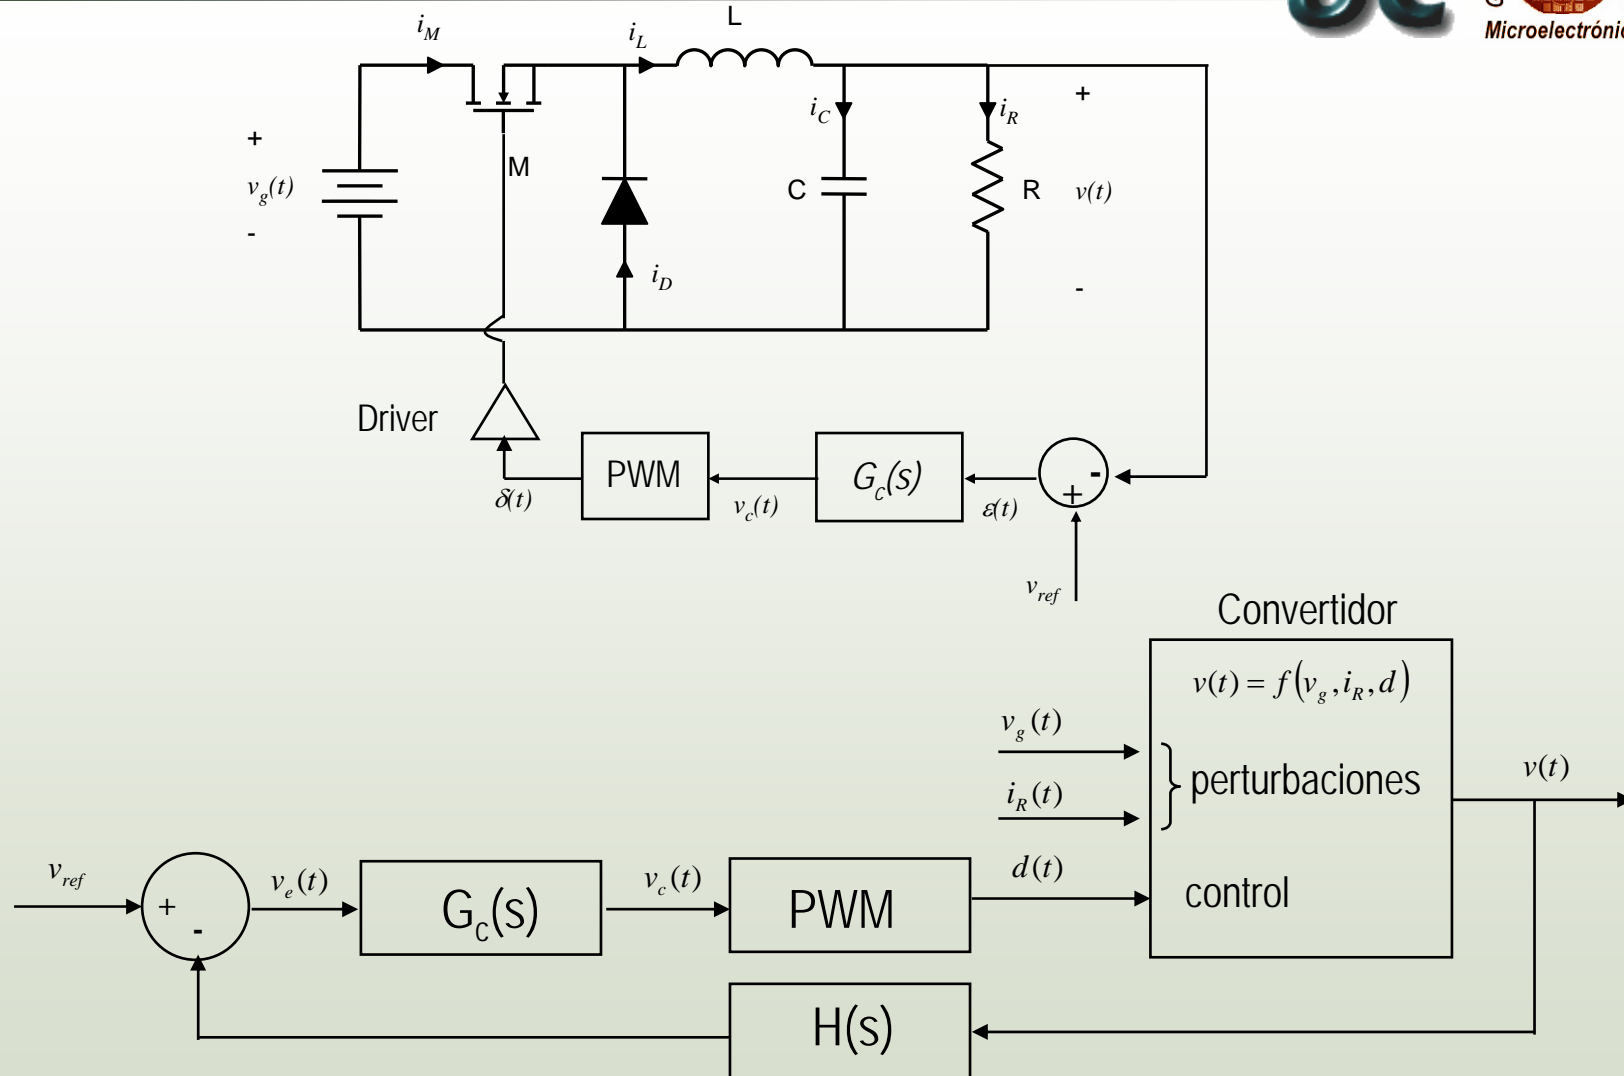 G
Microelectróni
i_M
i_L
L
i_C
i_R
+
+
M
v_g(t)
C
R
v(t)
-
i_D
-
Driver
PWM
G_c(s)
-
+
δ(t)
v_c(t)
ε(t)
v_ref
Convertidor
v(t) = f(v_g, i_R, d)
v_g(t)
perturbaciones
v(t)
i_R(t)
v_ref
v_e(t)
v_c(t)
d(t)
control
+
G_c(s)
PWM
-
H(s)